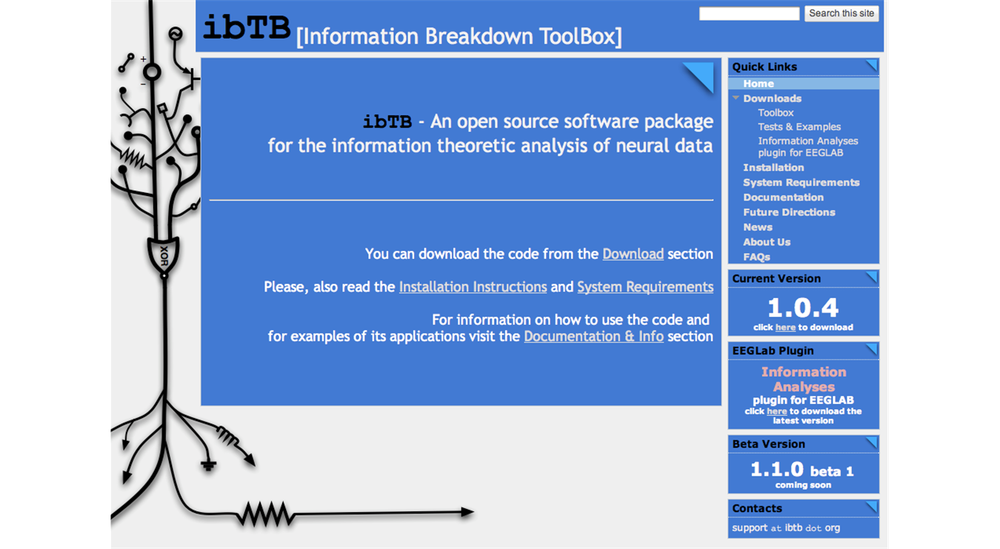 ibTB [Information Breakdown ToolBox]
Search this site
+
−
XOR
ibTB - An open source software package
for the information theoretic analysis of neural data
You can download the code from the Download section
Please, also read the Installation Instructions and System Requirements
For information on how to use the code and
for examples of its applications visit the Documentation & Info section
Quick Links
Home
Downloads
Toolbox
Tests & Examples
Information Analyses
plugin for EEGLAB
Installation
System Requirements
Documentation
Future Directions
News
About Us
FAQs
Current Version
1.0.4
click here to download
EEGLab Plugin
Information
Analyses
plugin for EEGLAB
click here to download the
latest version
Beta Version
1.1.0 beta 1
coming soon
Contacts
support at ibtb dot org